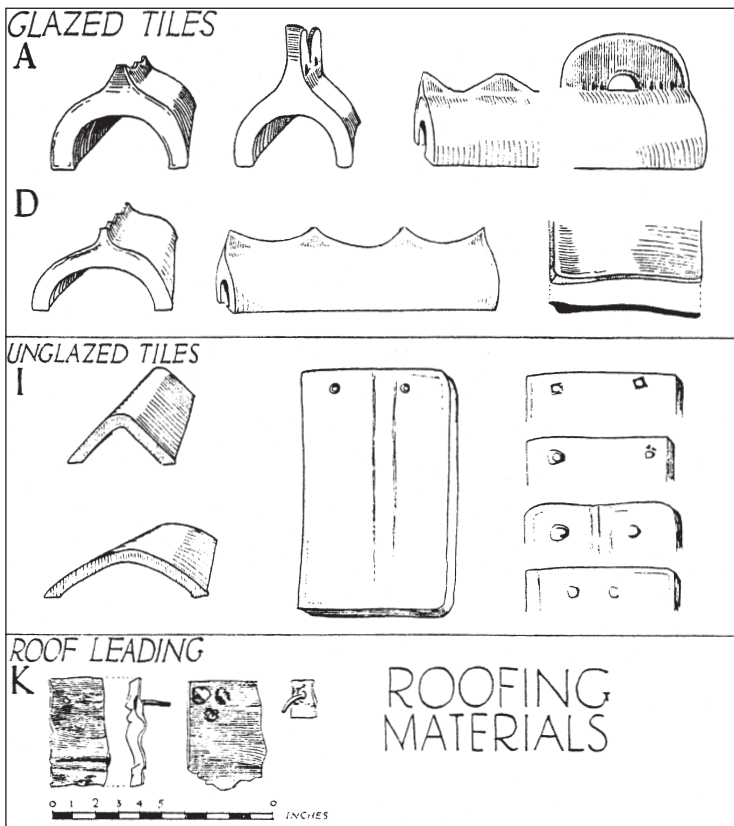 GLAZED TILES
A
D
UNGLAZED TILES
I
ROOF LEADING
K
ROOFING
MATERIALS
0 1 2 3 4 5 0 INCHES